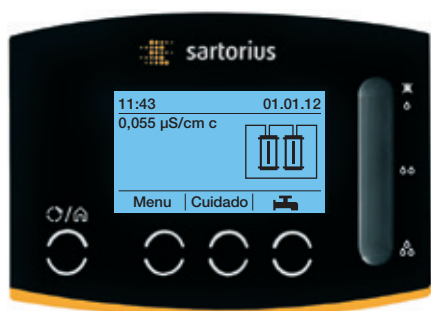 sartorius
11:43 01.01.12
0,055 µS/cm c
Menu | Cuidado |